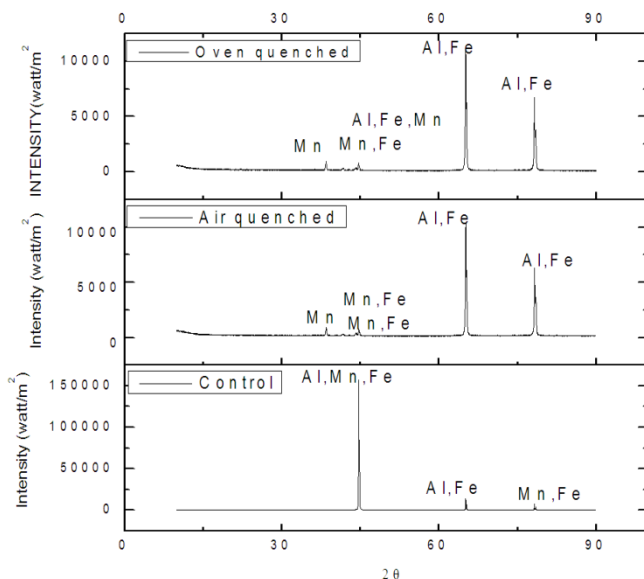 0 30 60 90
Oven quenched
INTENSITY(watt/m2
10000
5000
0
Al,Fe
Al,Fe
Al,Fe,Mn
Mn
Mn,Fe
Air quenched
Intensity (watt/m2)
10000
5000
0
Al,Fe
Al,Fe
Mn,Fe
Mn
Mn,Fe
Control
Intensity (watt/m2)
150000
100000
50000
0
Al,Mn,Fe
Al,Fe
Mn,Fe
0 30 60 90
2 θ